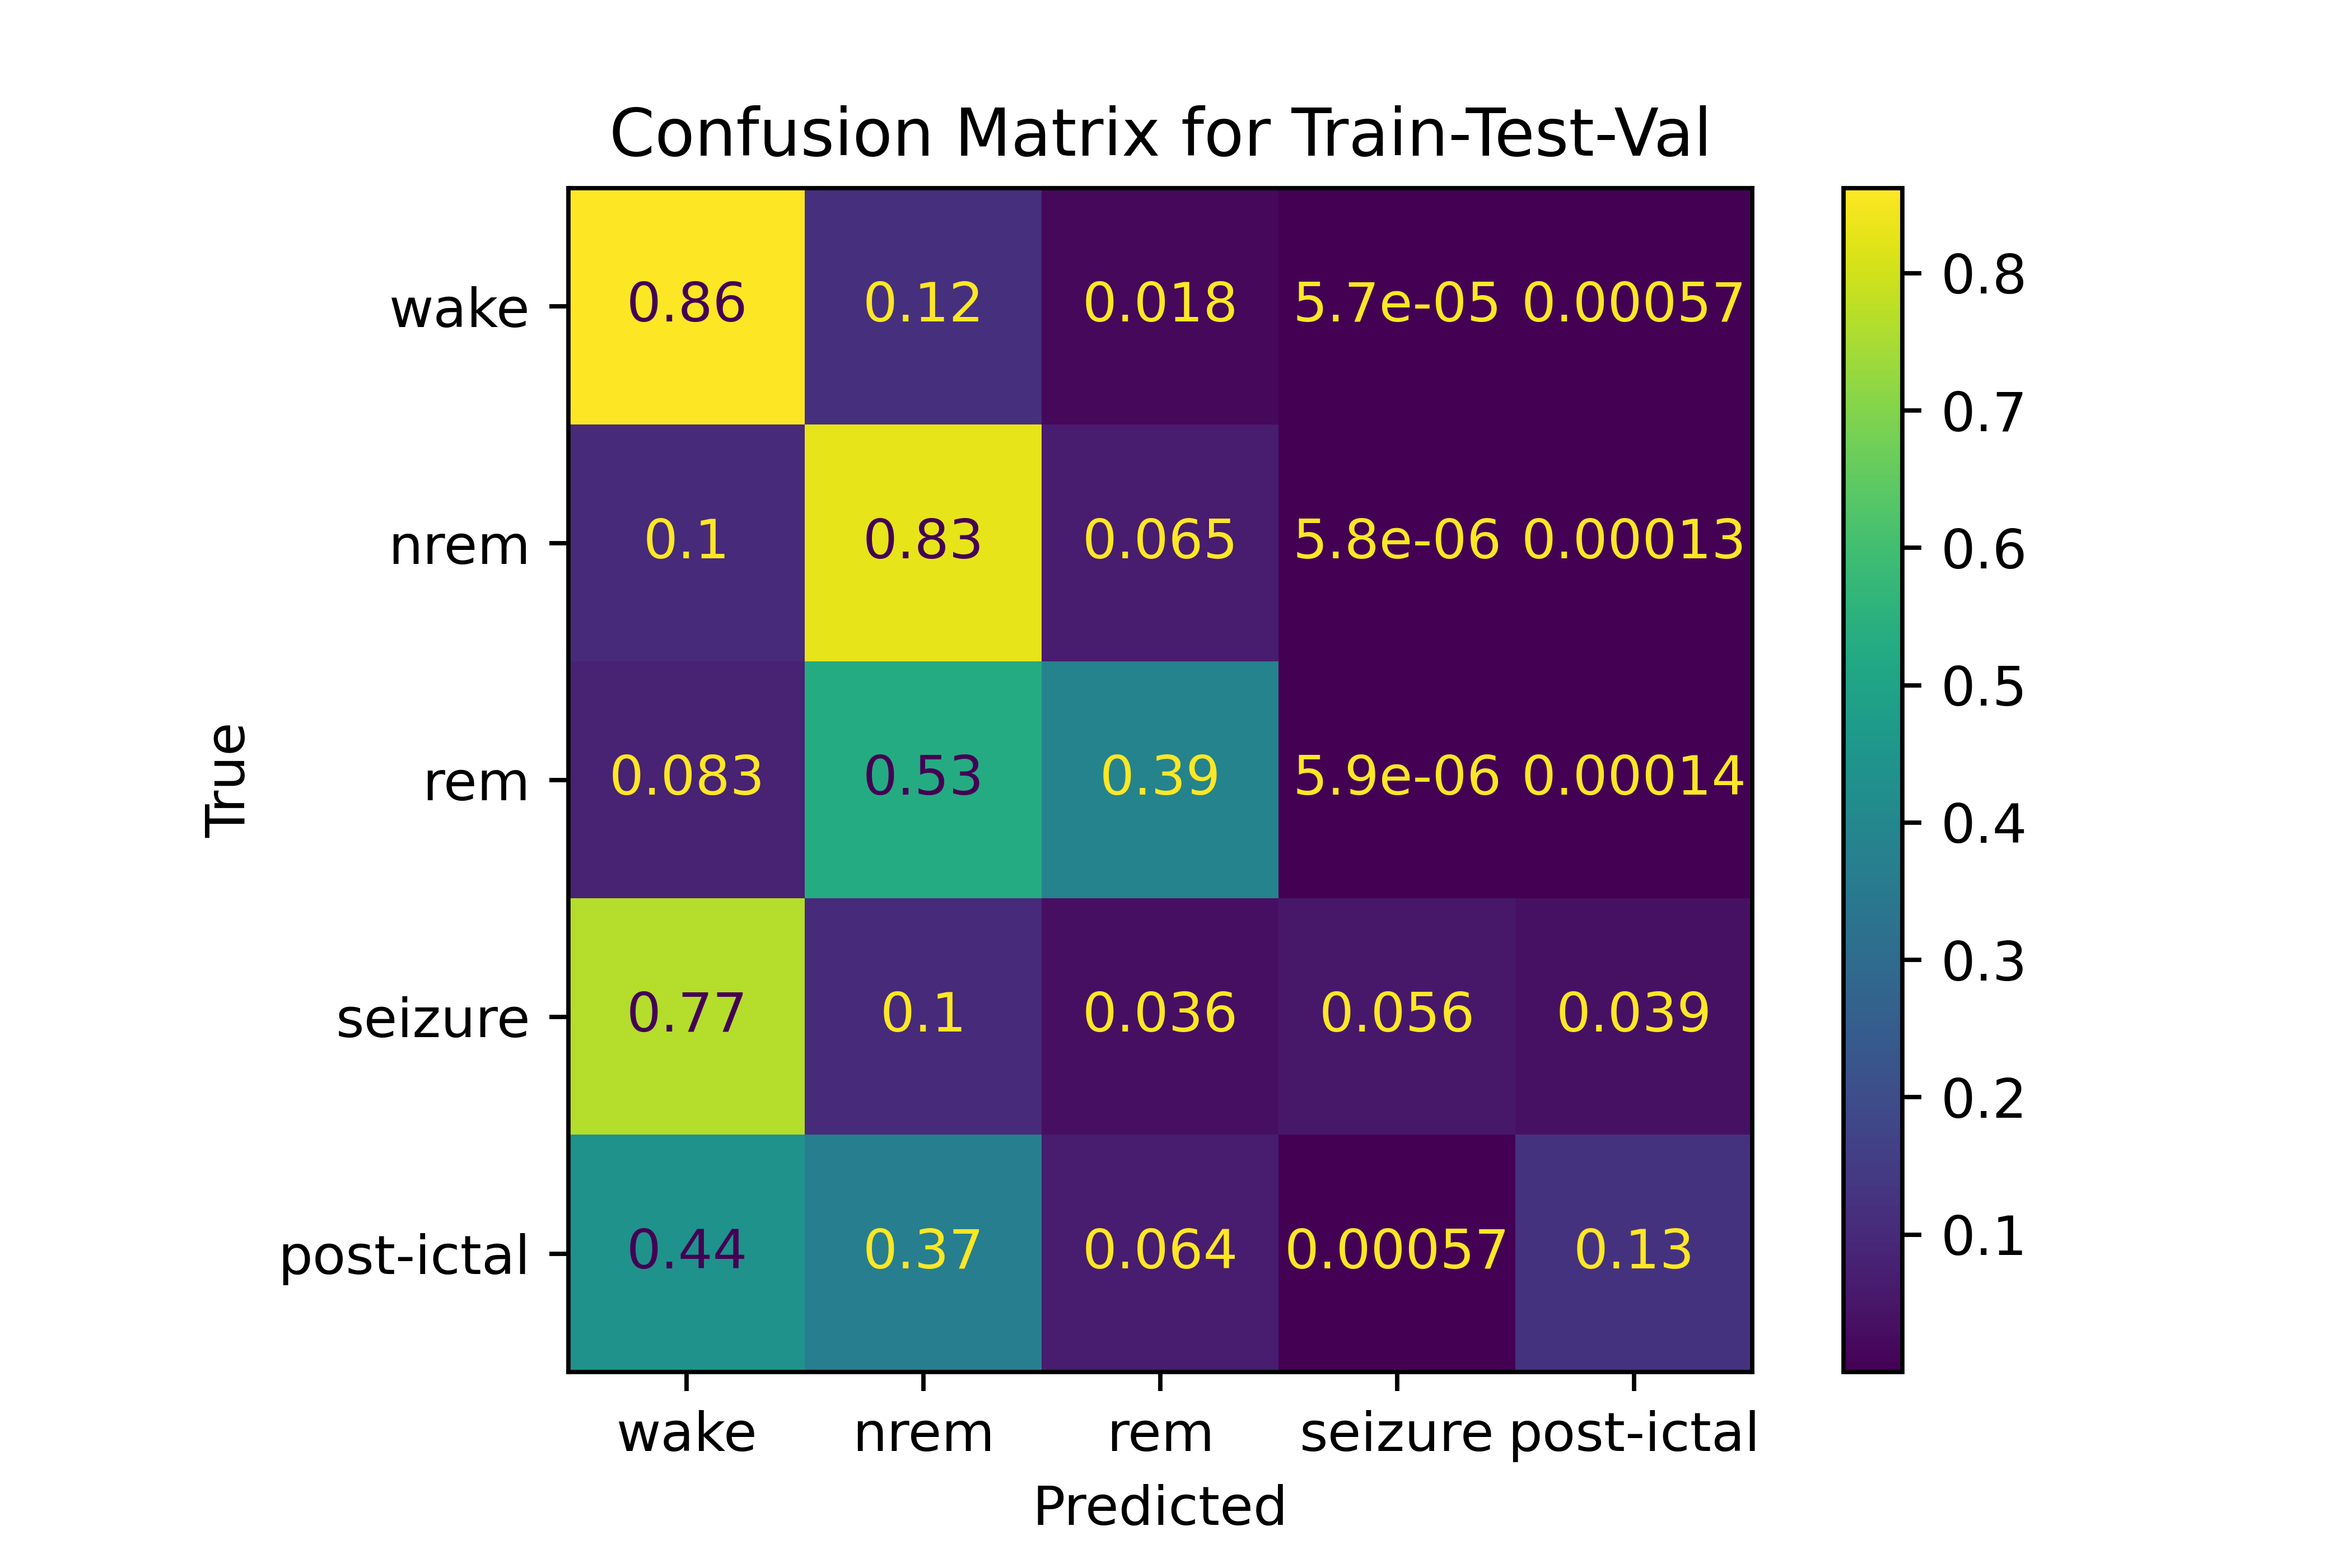 Confusion Matrix for Train-Test-Val
True
wake 0.86 0.12 0.018 5.7e-05 0.00057
nrem 0.1 0.83 0.065 5.8e-06 0.00013
rem 0.083 0.53 0.39 5.9e-06 0.00014
seizure 0.77 0.1 0.036 0.056 0.039
post-ictal 0.44 0.37 0.064 0.00057 0.13
wake nrem rem seizure post-ictal
Predicted
0.8
0.7
0.6
0.5
0.4
0.3
0.2
0.1